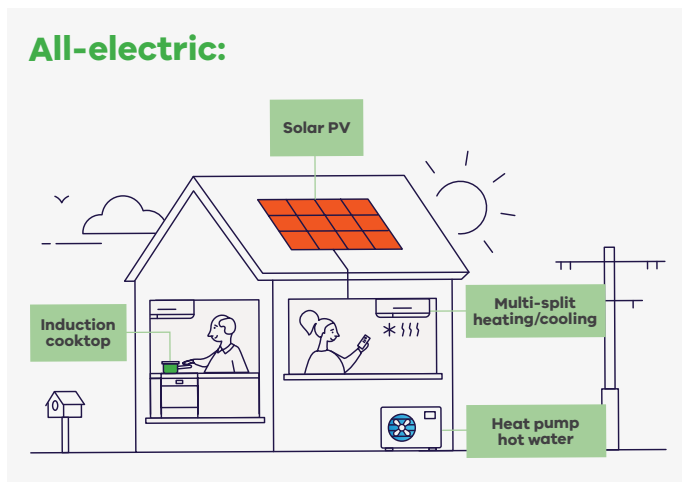 All-electric:
Solar PV
Multi-split
heating/cooling
Induction
cooktop
Heat pump
hot water